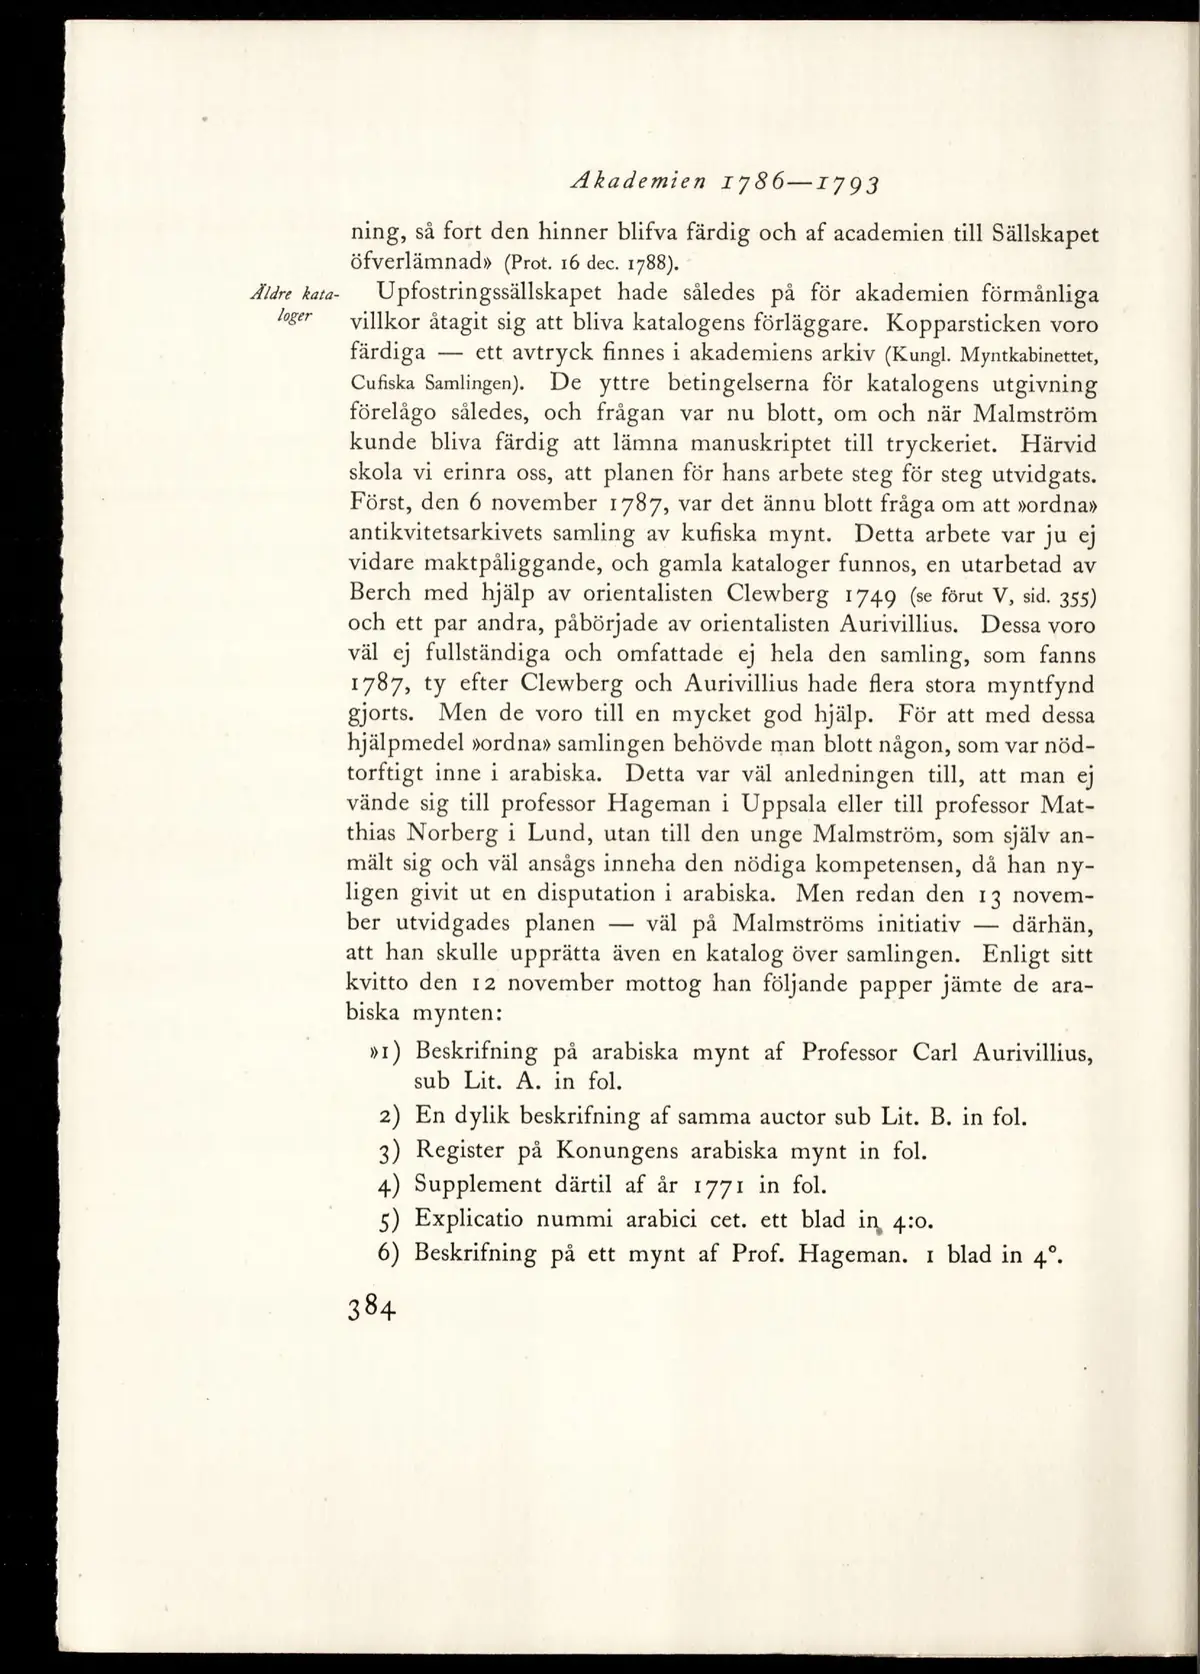 Akademien 1786—1793
ning, så fort den hinner blifva färdig och af academien till Sällskapet
öfverlämnad» (Prot. 16 dec. 1788).
Äldre kata-
loger
Upfostringssällskapet hade således på för akademien förmånliga
villkor åtagit sig att bliva katalogens förläggare. Kopparsticken voro
färdiga — ett avtryck finnes i akademiens arkiv (Kungl. Myntkabinettet,
Cufiska Samlingen). De yttre betingelserna för katalogens utgivning
förelågo således, och frågan var nu blott, om och när Malmström
kunde bliva färdig att lämna manuskriptet till tryckeriet. Härvid
skola vi erinra oss, att planen för hans arbete steg för steg utvidgats.
Först, den 6 november 1787, var det ännu blott fråga om att »ordna»
antikvitetsarkivets samling av kufiska mynt. Detta arbete var ju ej
vidare maktpåliggande, och gamla kataloger funnos, en utarbetad av
Berch med hjälp av orientalisten Clewberg 1749 (se förut V, sid. 355)
och ett par andra, påbörjade av orientalisten Aurivillius. Dessa voro
väl ej fullständiga och omfattade ej hela den samling, som fanns
1787, ty efter Clewberg och Aurivillius hade flera stora myntfynd
gjorts. Men de voro till en mycket god hjälp. För att med dessa
hjälpmedel »ordna» samlingen behövde man blott någon, som var nöd-
torftigt inne i arabiska. Detta var väl anledningen till, att man ej
vände sig till professor Hageman i Uppsala eller till professor Mat-
thias Norberg i Lund, utan till den unge Malmström, som själv an-
mält sig och väl ansågs inneha den nödiga kompetensen, då han ny-
ligen givit ut en disputation i arabiska. Men redan den 13 novem-
ber utvidgades planen — väl på Malmströms initiativ — därhän,
att han skulle upprätta även en katalog över samlingen. Enligt sitt
kvitto den 12 november mottog han följande papper jämte de ara-
biska mynten:
»1) Beskrifning på arabiska mynt af Professor Carl Aurivillius,
sub Lit. A. in fol.
2) En dylik beskrifning af samma auctor sub Lit. B. in fol.
3) Register på Konungens arabiska mynt in fol.
4) Supplement därtil af år 1771 in fol.
5) Explicatio nummi arabici cet. ett blad in 4:o.
6) Beskrifning på ett mynt af Prof. Hageman. 1 blad in 4°.
384